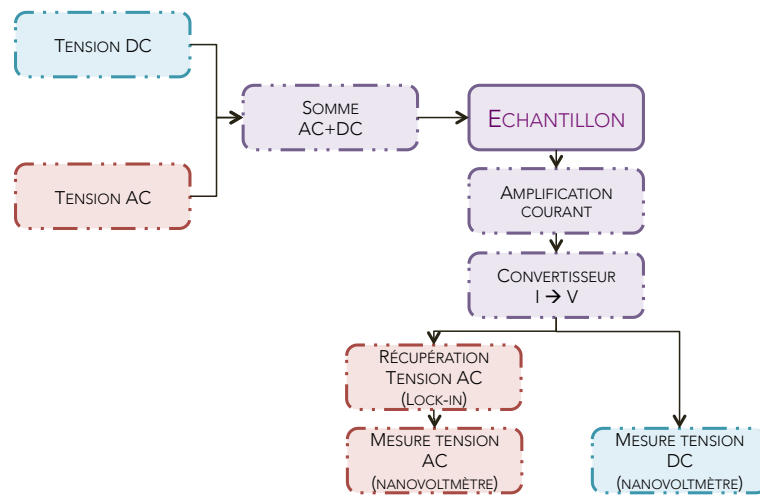 TENSION DC
TENSION AC
SOMME
AC+DC
ECHANTILLON
AMPLIFICATION
COURANT
CONVERTISSEUR
I → V
RÉCUPÉRATION
TENSION AC
(LOCK-IN)
MESURE TENSION
AC
(NANOVOLTMÈTRE)
MESURE TENSION
DC
(NANOVOLTMÈTRE)